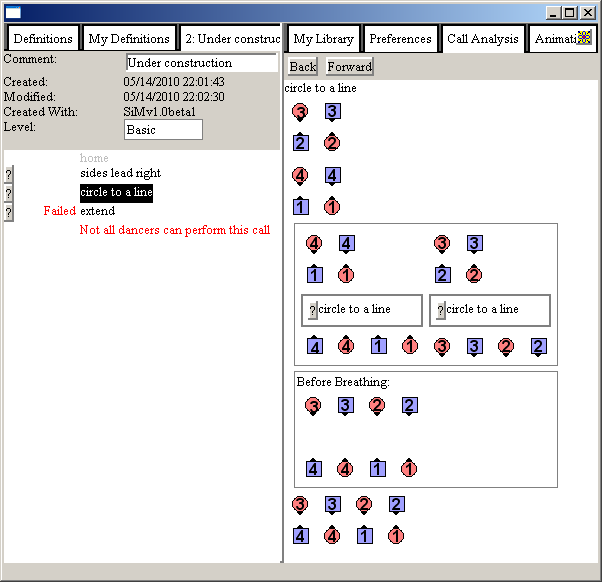 Definitions My Definitions 2: Under construc
My Library Preferences Call Analysis Animati
Comment: Under construction
Created: 05/14/2010 22:01:43
Modified: 05/14/2010 22:02:30
Created With: SiMv1.0beta1
Level: Basic
home
? sides lead right
? circle to a line
? Failed extend
Not all dancers can perform this call
Back Forward
circle to a line
3 3
2 2
4 4
1 1
4 4 3 3
1 1 2 2
? circle to a line ? circle to a line
4 4 1 1 3 3 2 2
Before Breathing:
3 3 2 2
4 4 1 1
3 3 2 2
4 4 1 1